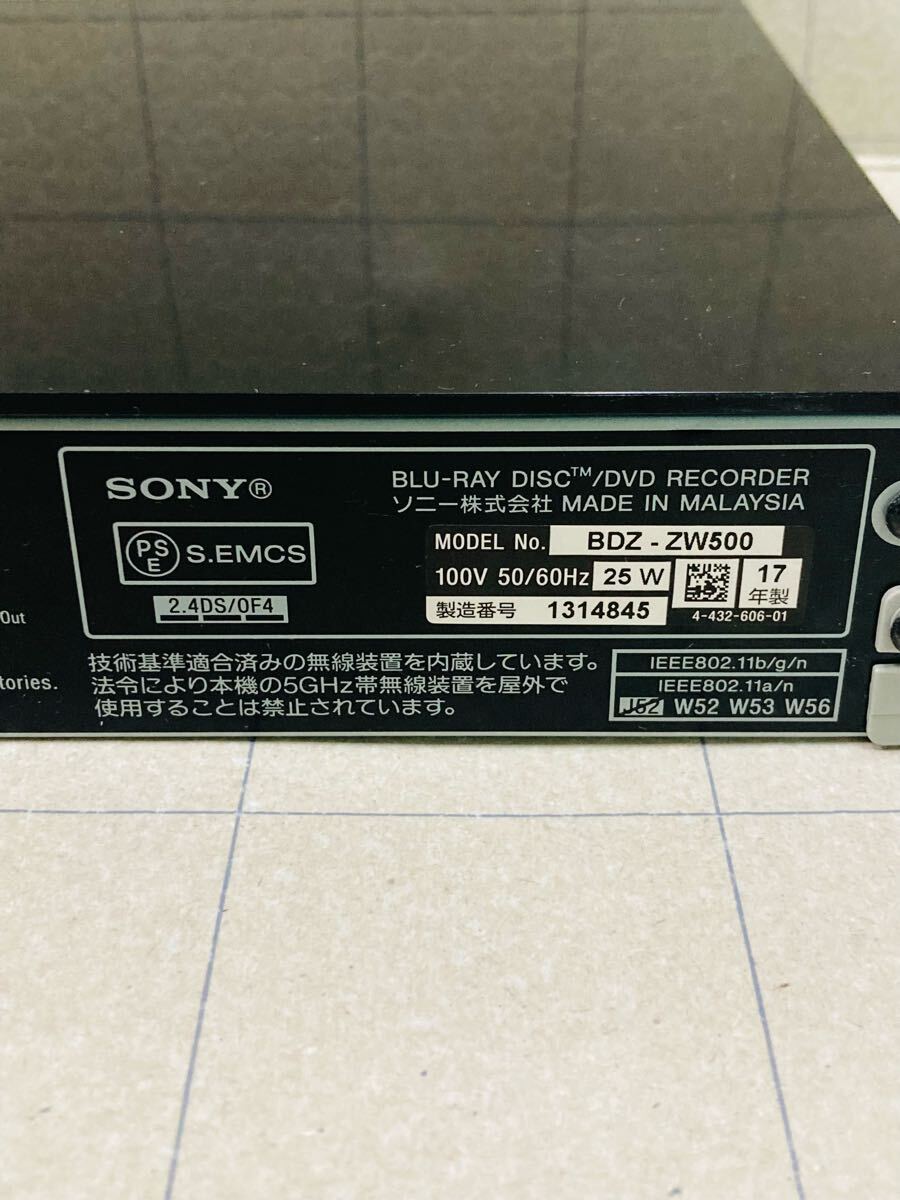 SONY®
BLU-RAY DISC™/DVD RECORDER
ソニー株式会社 MADE IN MALAYSIA
PSE S.EMCS
MODEL No. BDZ - ZW500
100V 50/60Hz 25 W
17年製
2.4DS/OF4
製造番号 1314845
4-432-606-01
Out
tories.
技術基準適合済みの無線装置を内蔵しています。
法令により本機の5GHz帯無線装置を屋外で
使用することは禁止されています。
IEEE802.11b/g/n
IEEE802.11a/n
J52 W52 W53 W56